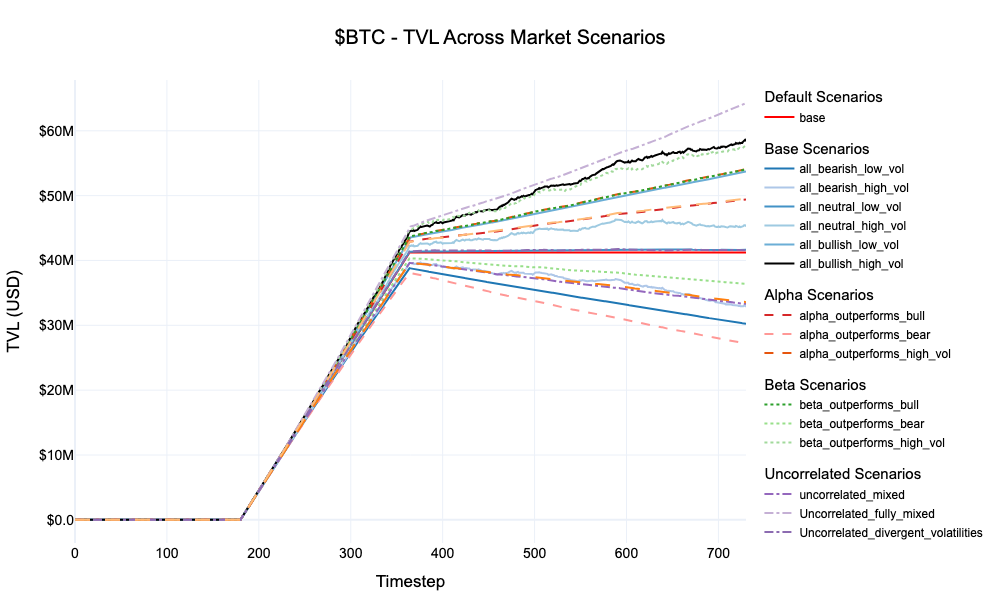 $BTC - TVL Across Market Scenarios
$60M
$50M
$40M
$30M
$20M
$10M
$0.0
0 100 200 300 400 500 600 700
TVL (USD)
Timestep
Default Scenarios
base
Base Scenarios
all_bearish_low_vol
all_bearish_high_vol
all_neutral_low_vol
all_neutral_high_vol
all_bullish_low_vol
all_bullish_high_vol
Alpha Scenarios
alpha_outperforms_bull
alpha_outperforms_bear
alpha_outperforms_high_vol
Beta Scenarios
beta_outperforms_bull
beta_outperforms_bear
beta_outperforms_high_vol
Uncorrelated Scenarios
uncorrelated_mixed
Uncorrelated_fully_mixed
Uncorrelated_divergent_volatilities